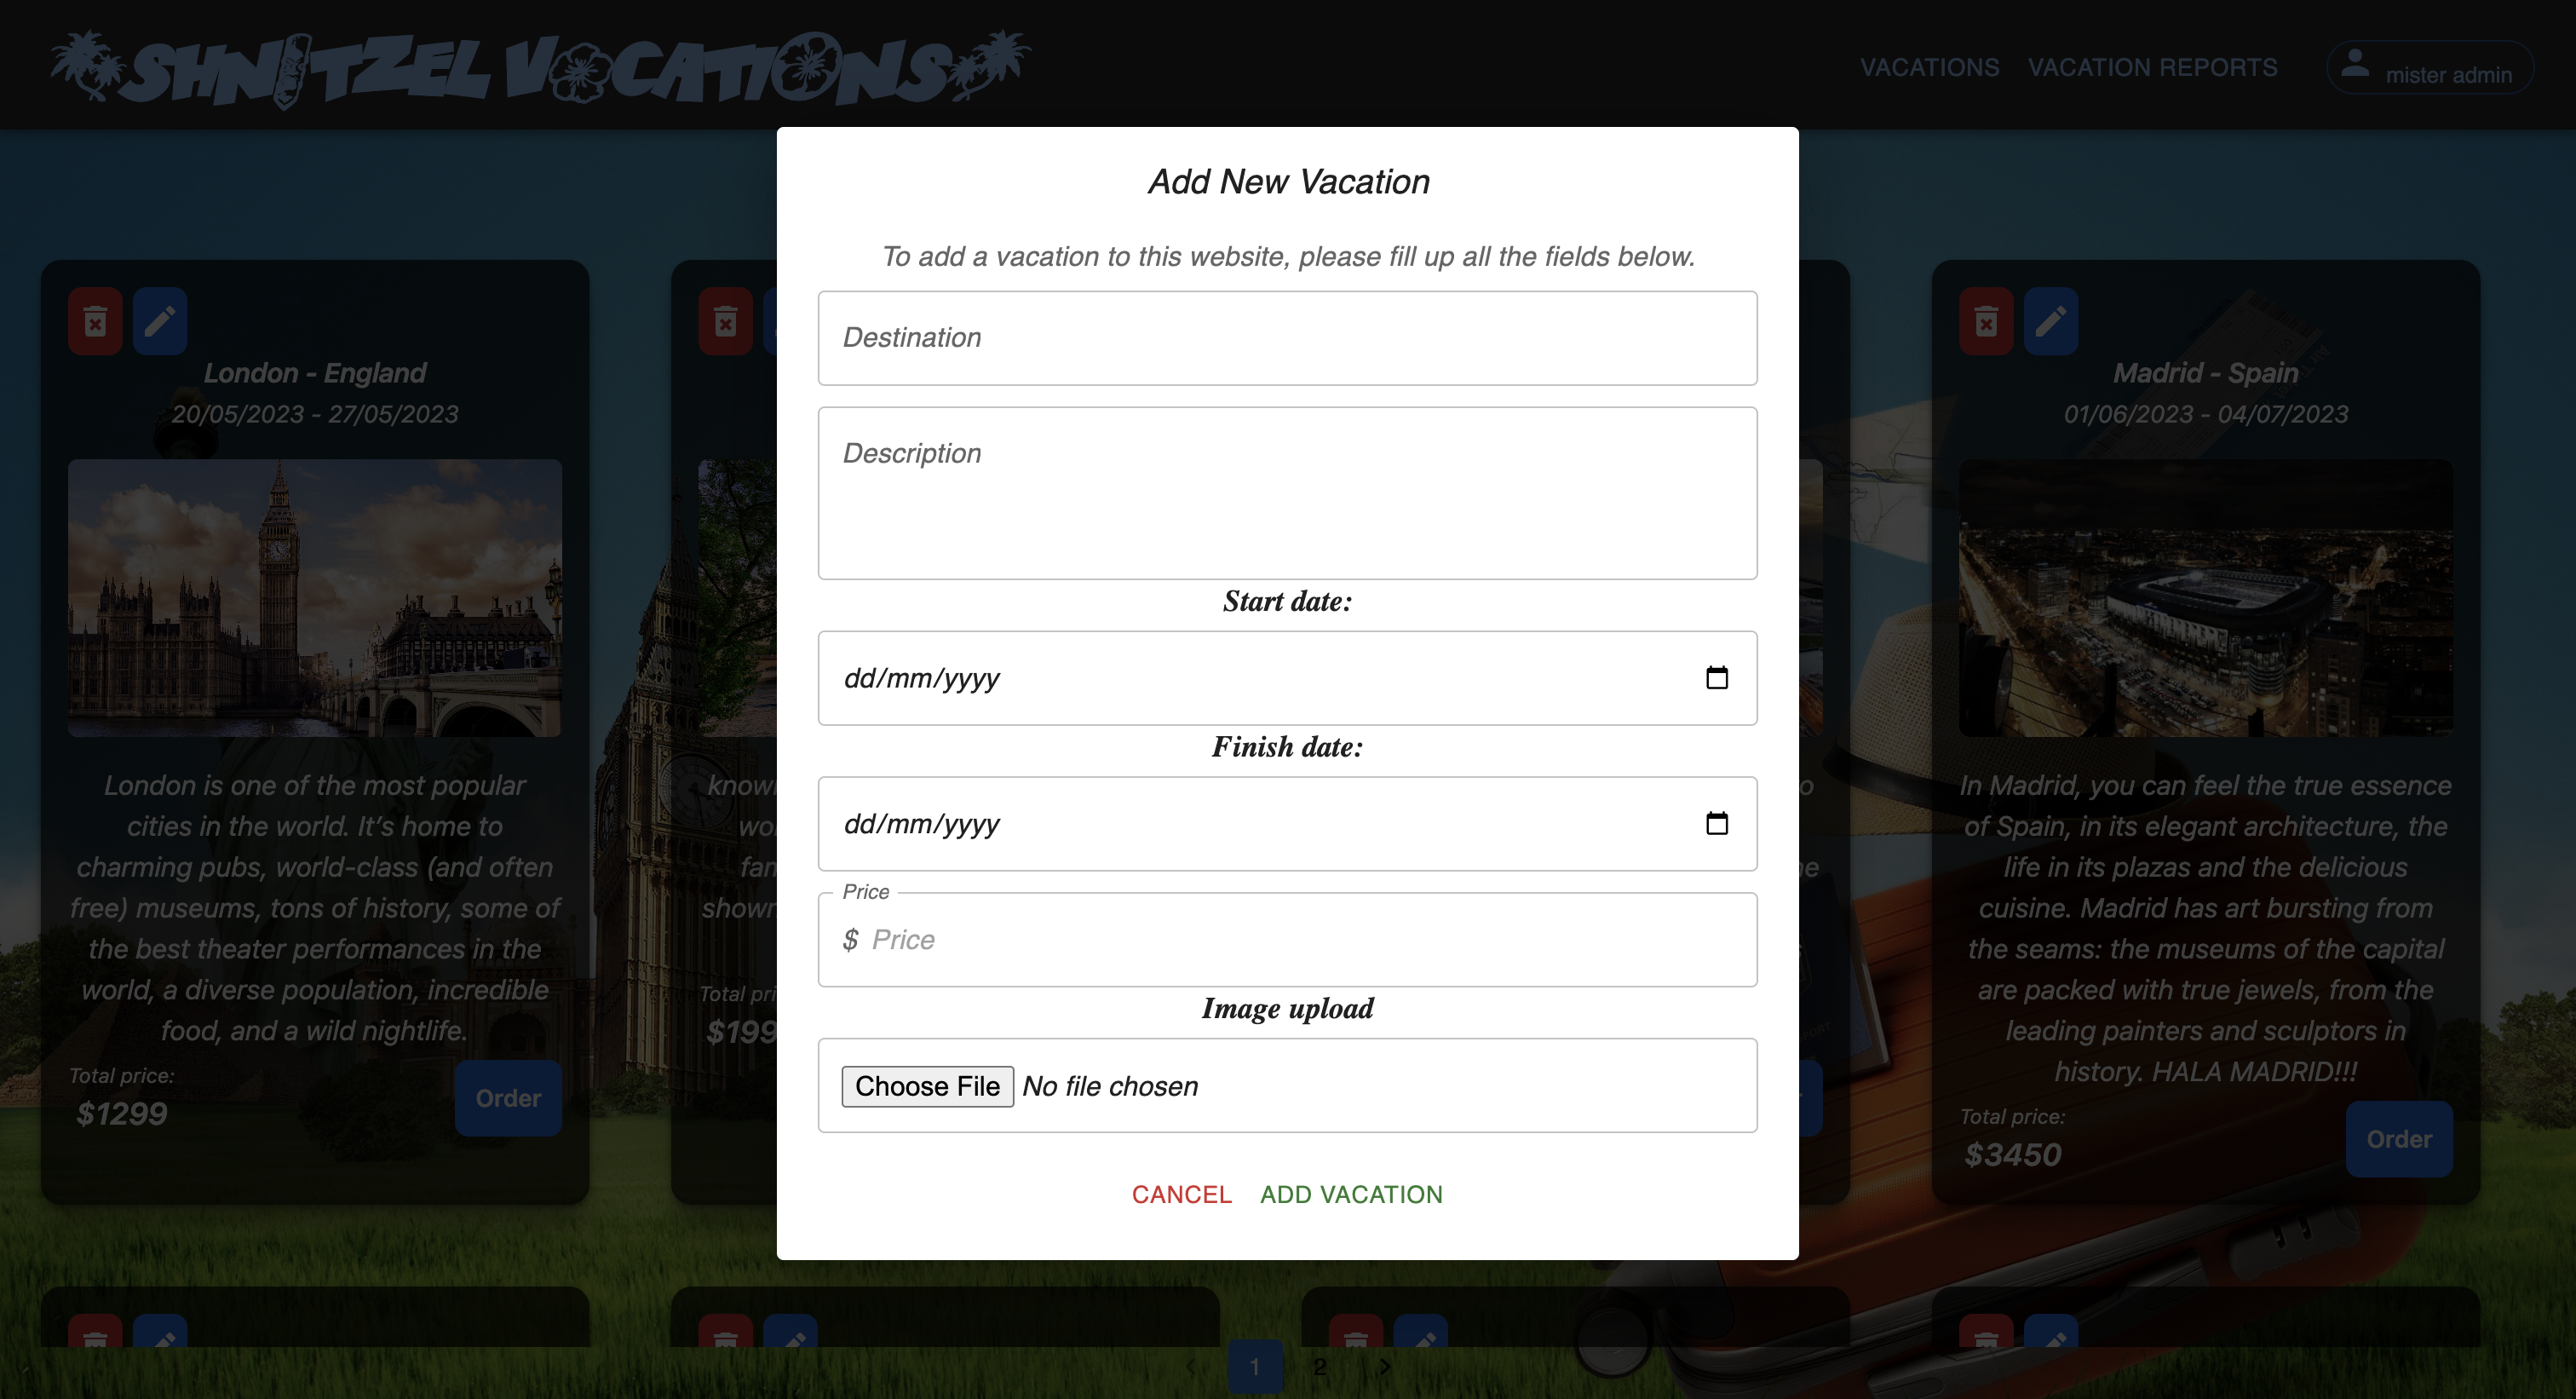 SHNITZEL VOCATIONS
VACATIONS
VACATION REPORTS
mister admin
Add New Vacation
To add a vacation to this website, please fill up all the fields below.
Destination
Description
Start date:
dd/mm/yyyy
Finish date:
dd/mm/yyyy
Price
$ Price
Image upload
Choose File No file chosen
CANCEL ADD VACATION
London - England
20/05/2023 - 27/05/2023
London is one of the most popular
cities in the world. It's home to
charming pubs, world-class (and often
free) museums, tons of history, some of
the best theater performances in the
world, a diverse population, incredible
food, and a wild nightlife.
Total price:
$1299
Order
Total pri
$199
Madrid - Spain
01/06/2023 - 04/07/2023
In Madrid, you can feel the true essence
of Spain, in its elegant architecture, the
life in its plazas and the delicious
cuisine. Madrid has art bursting from
the seams: the museums of the capital
are packed with true jewels, from the
leading painters and sculptors in
history. HALA MADRID!!!
Total price:
$3450
Order
1
2